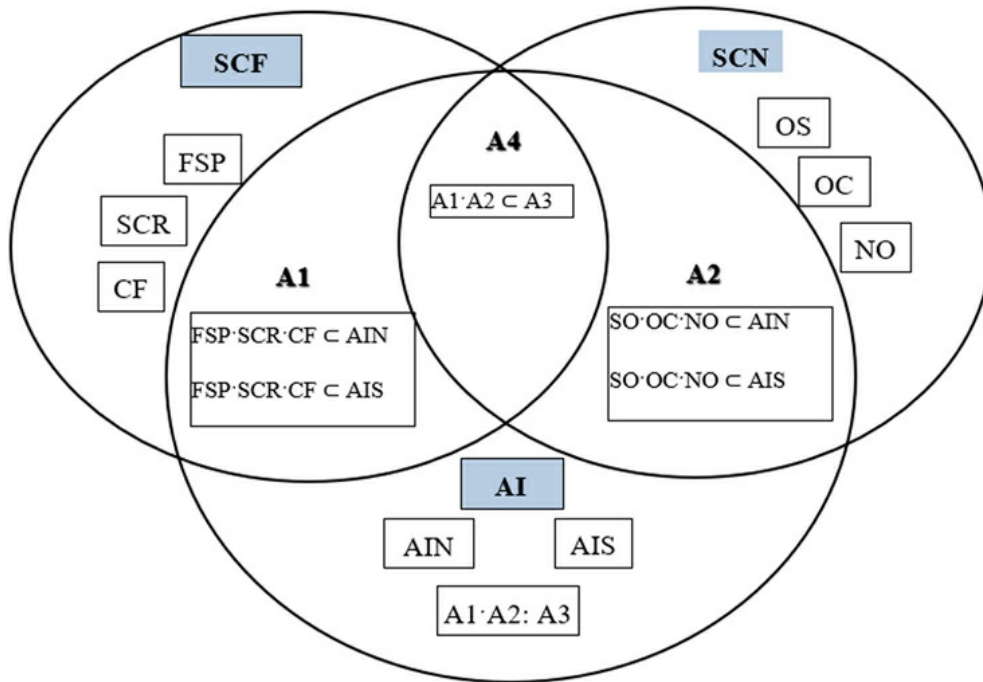 SCF
SCN
FSP
SCR
CF
OS
OC
NO
A4
A1·A2 ⊂ A3
A1
FSP·SCR·CF ⊂ AIN
FSP·SCR·CF ⊂ AIS
A2
SO·OC·NO ⊂ AIN
SO·OC·NO ⊂ AIS
AI
AIN
AIS
A1·A2: A3